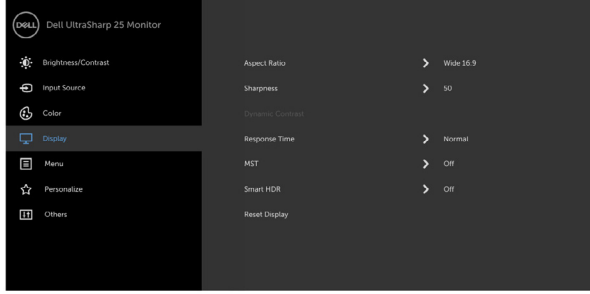 DELL Dell UltraSharp 25 Monitor
Brightness/Contrast
Aspect Ratio Wide 16:9
Input Source
Sharpness 50
Color
Dynamic Contrast
Display
Response Time Normal
Menu
MST Off
Personalize
Smart HDR Off
Others
Reset Display